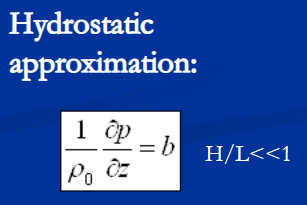 Hydrostatic
approximation:
1/ρ₀ ∂p/∂z = b
H/L<<1